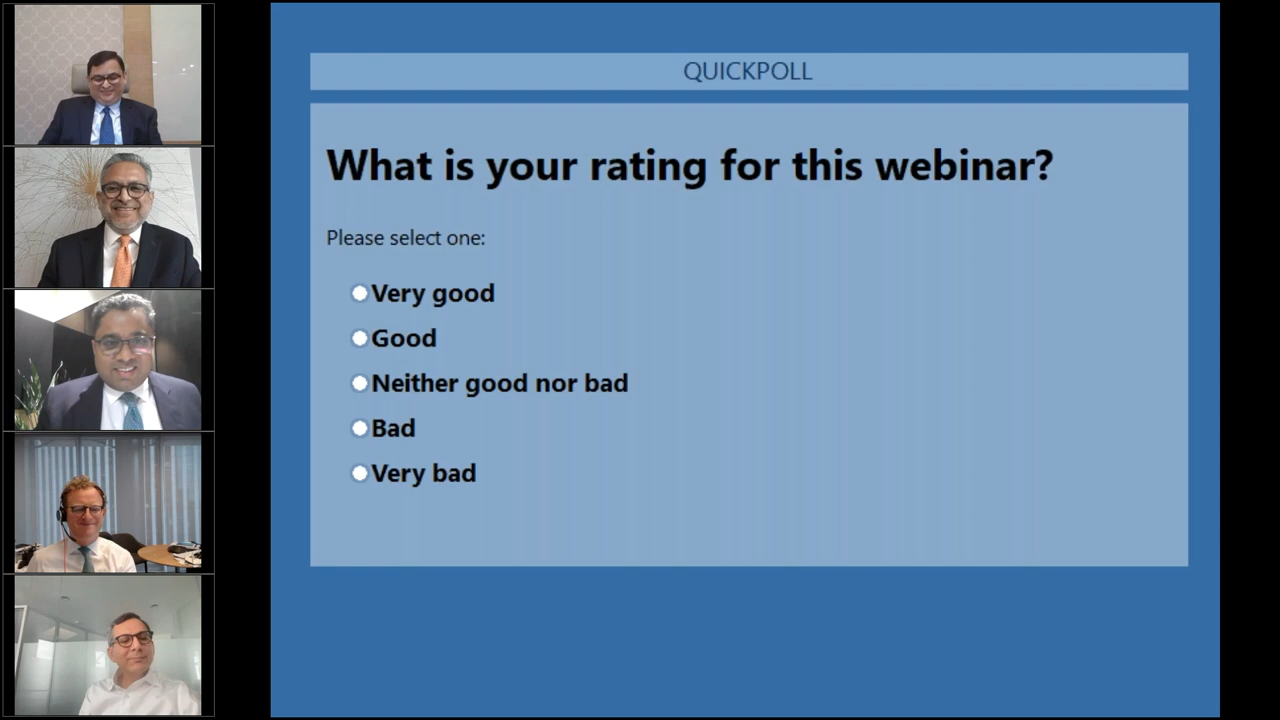 QUICKPOLL
What is your rating for this webinar?
Please select one:
Very good
Good
Neither good nor bad
Bad
Very bad